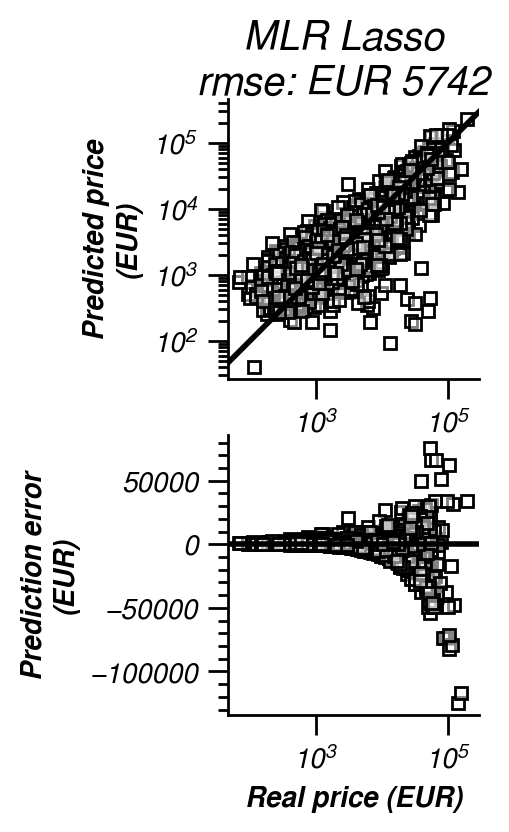 MLR Lasso
rmse: EUR 5742
Predicted price
(EUR)
10^5
10^4
10^3
10^2
10^3 10^5
Prediction error
(EUR)
50000
0
−50000
−100000
10^3 10^5
Real price (EUR)